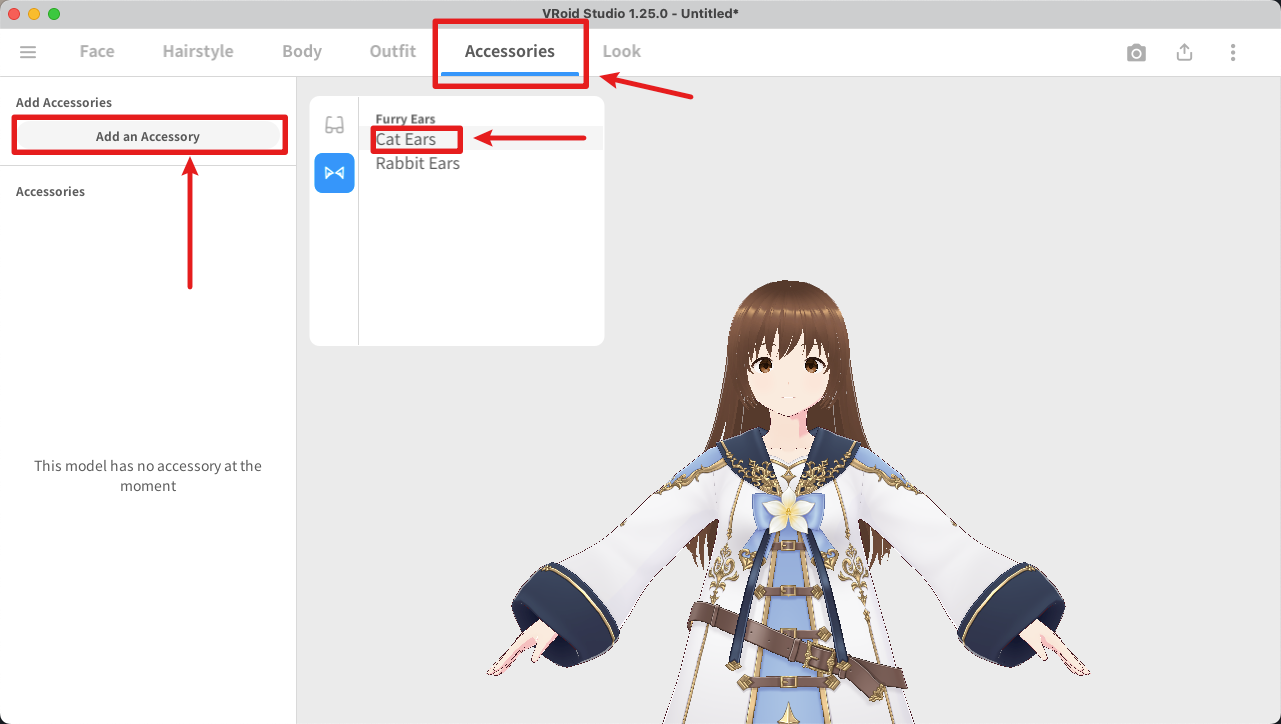 VRoid Studio 1.25.0 - Untitled*
Face
Hairstyle
Body
Outfit
Accessories
Look
Add Accessories
Add an Accessory
Accessories
This model has no accessory at the
moment
Furry Ears
Cat Ears
Rabbit Ears